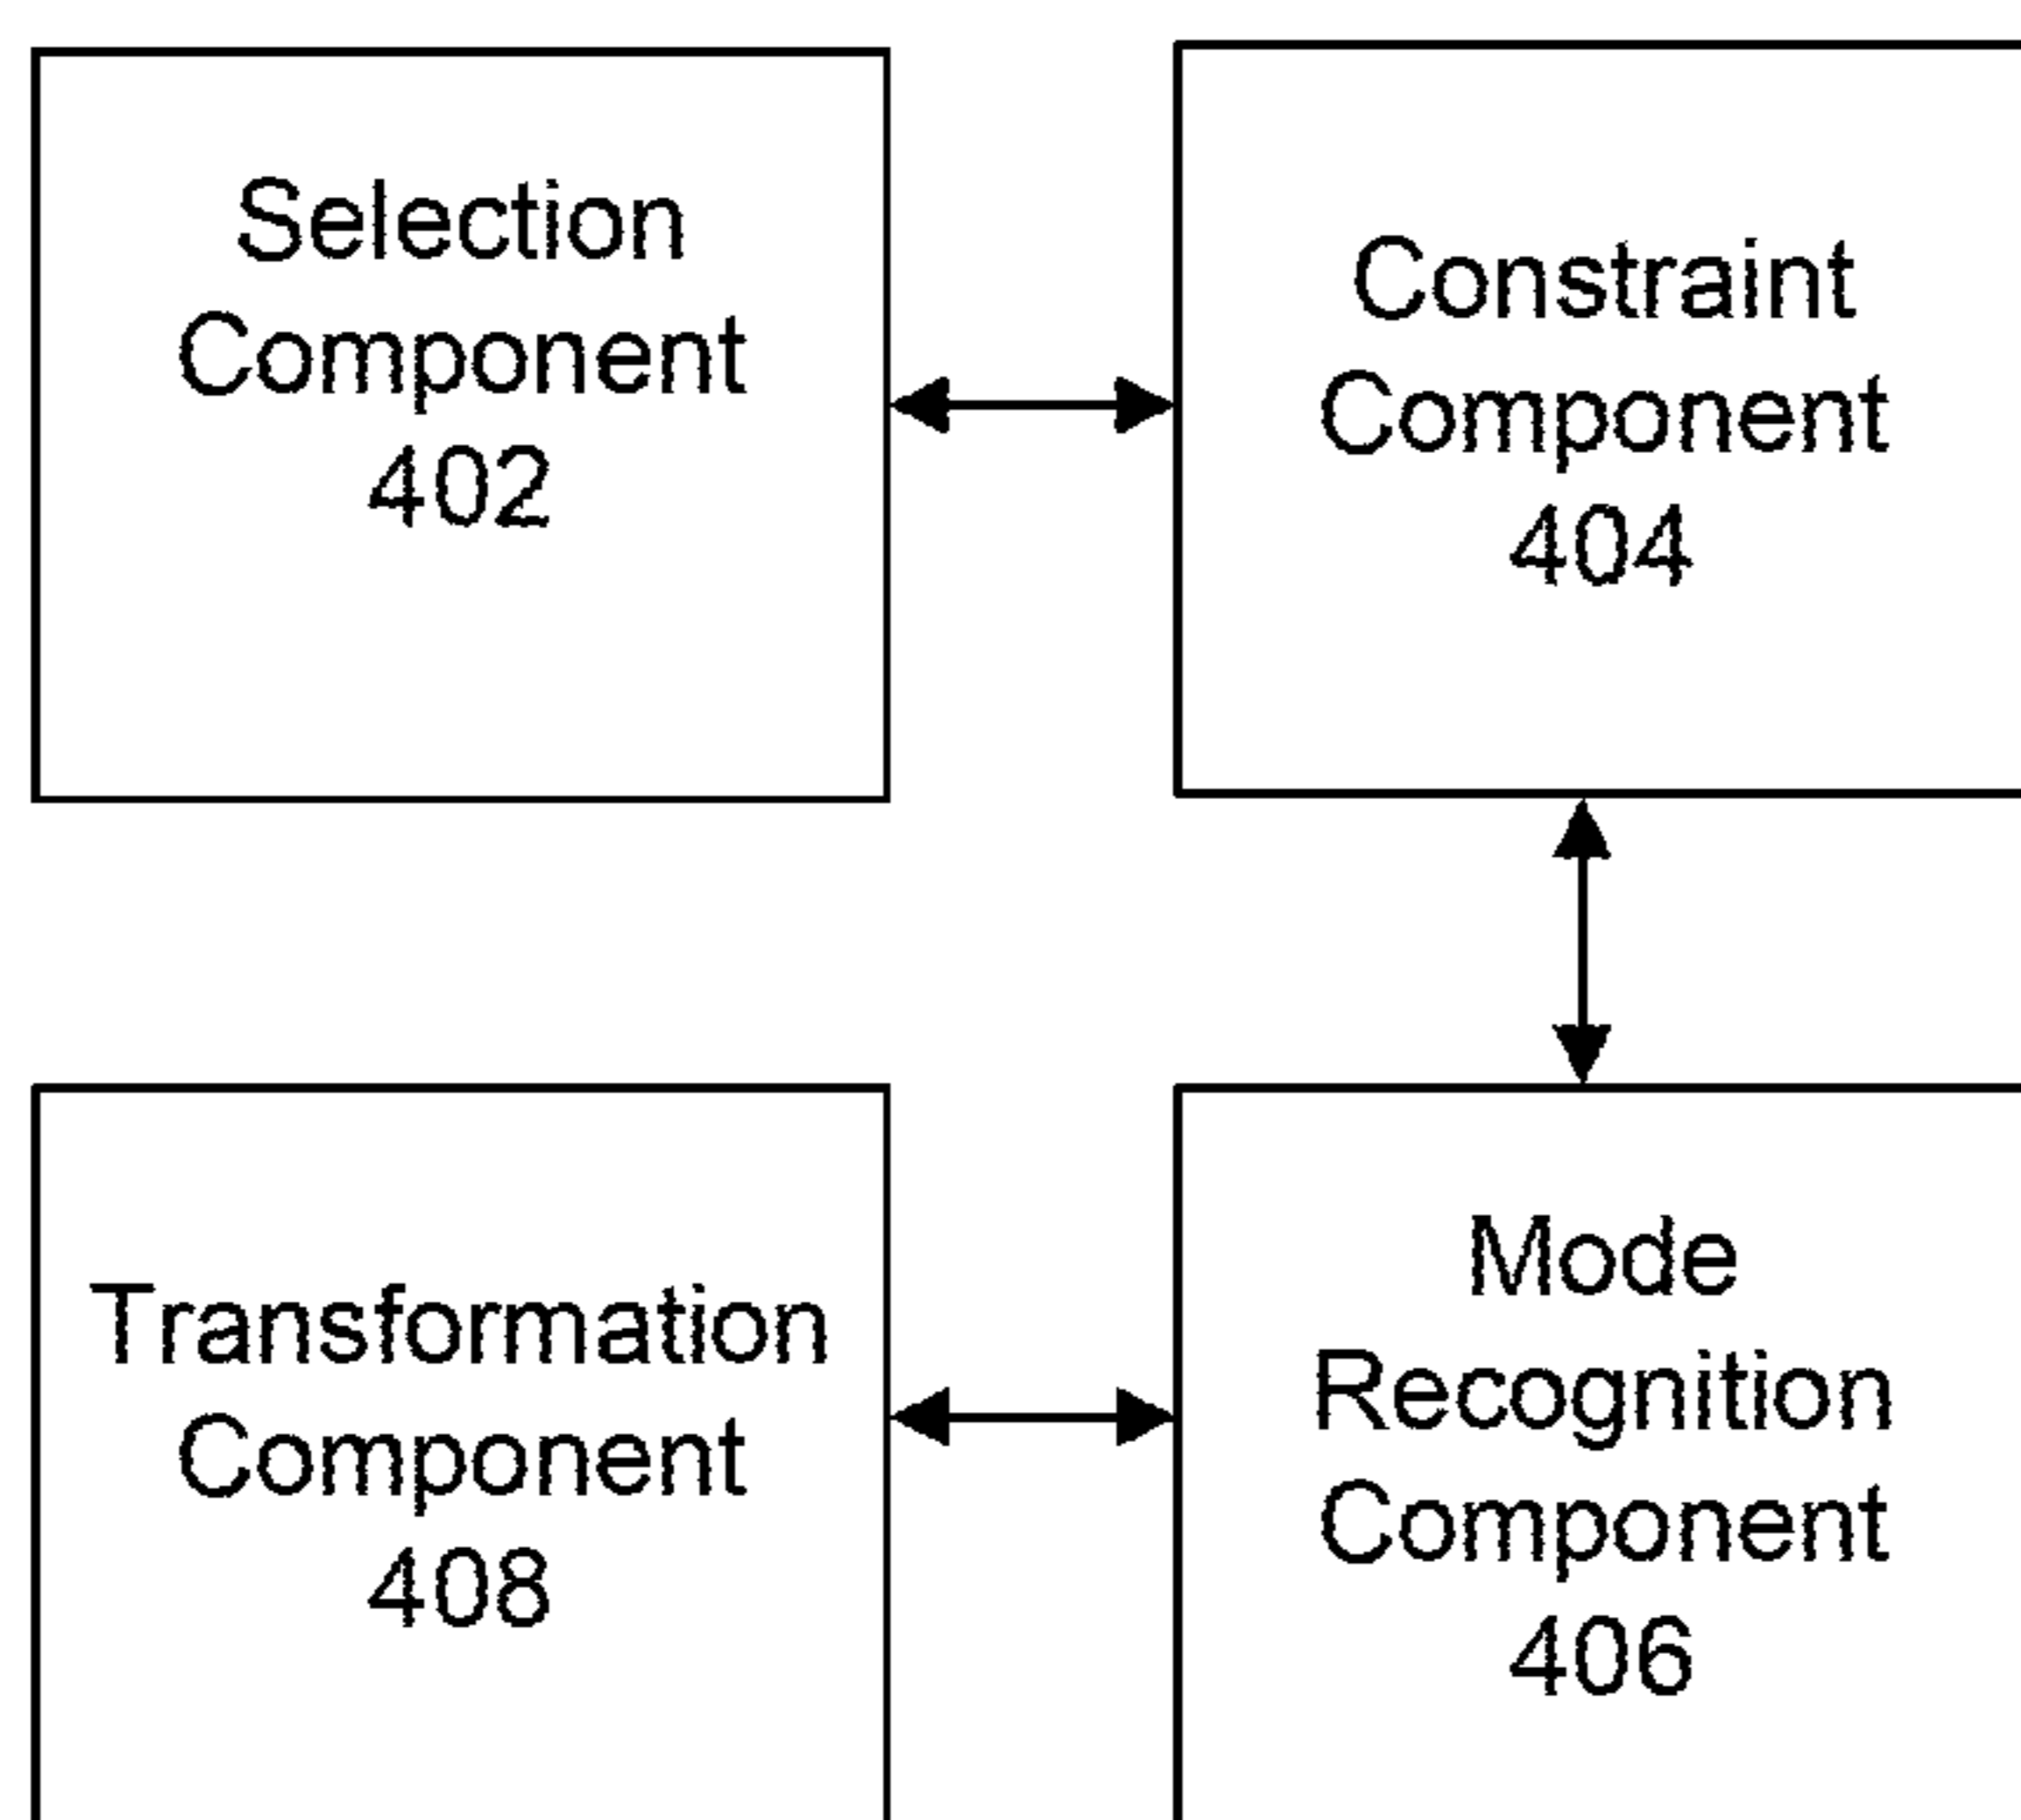 Selection
Component
402
Constraint
Component
404
Transformation
Component
408
Mode
Recognition
Component
406